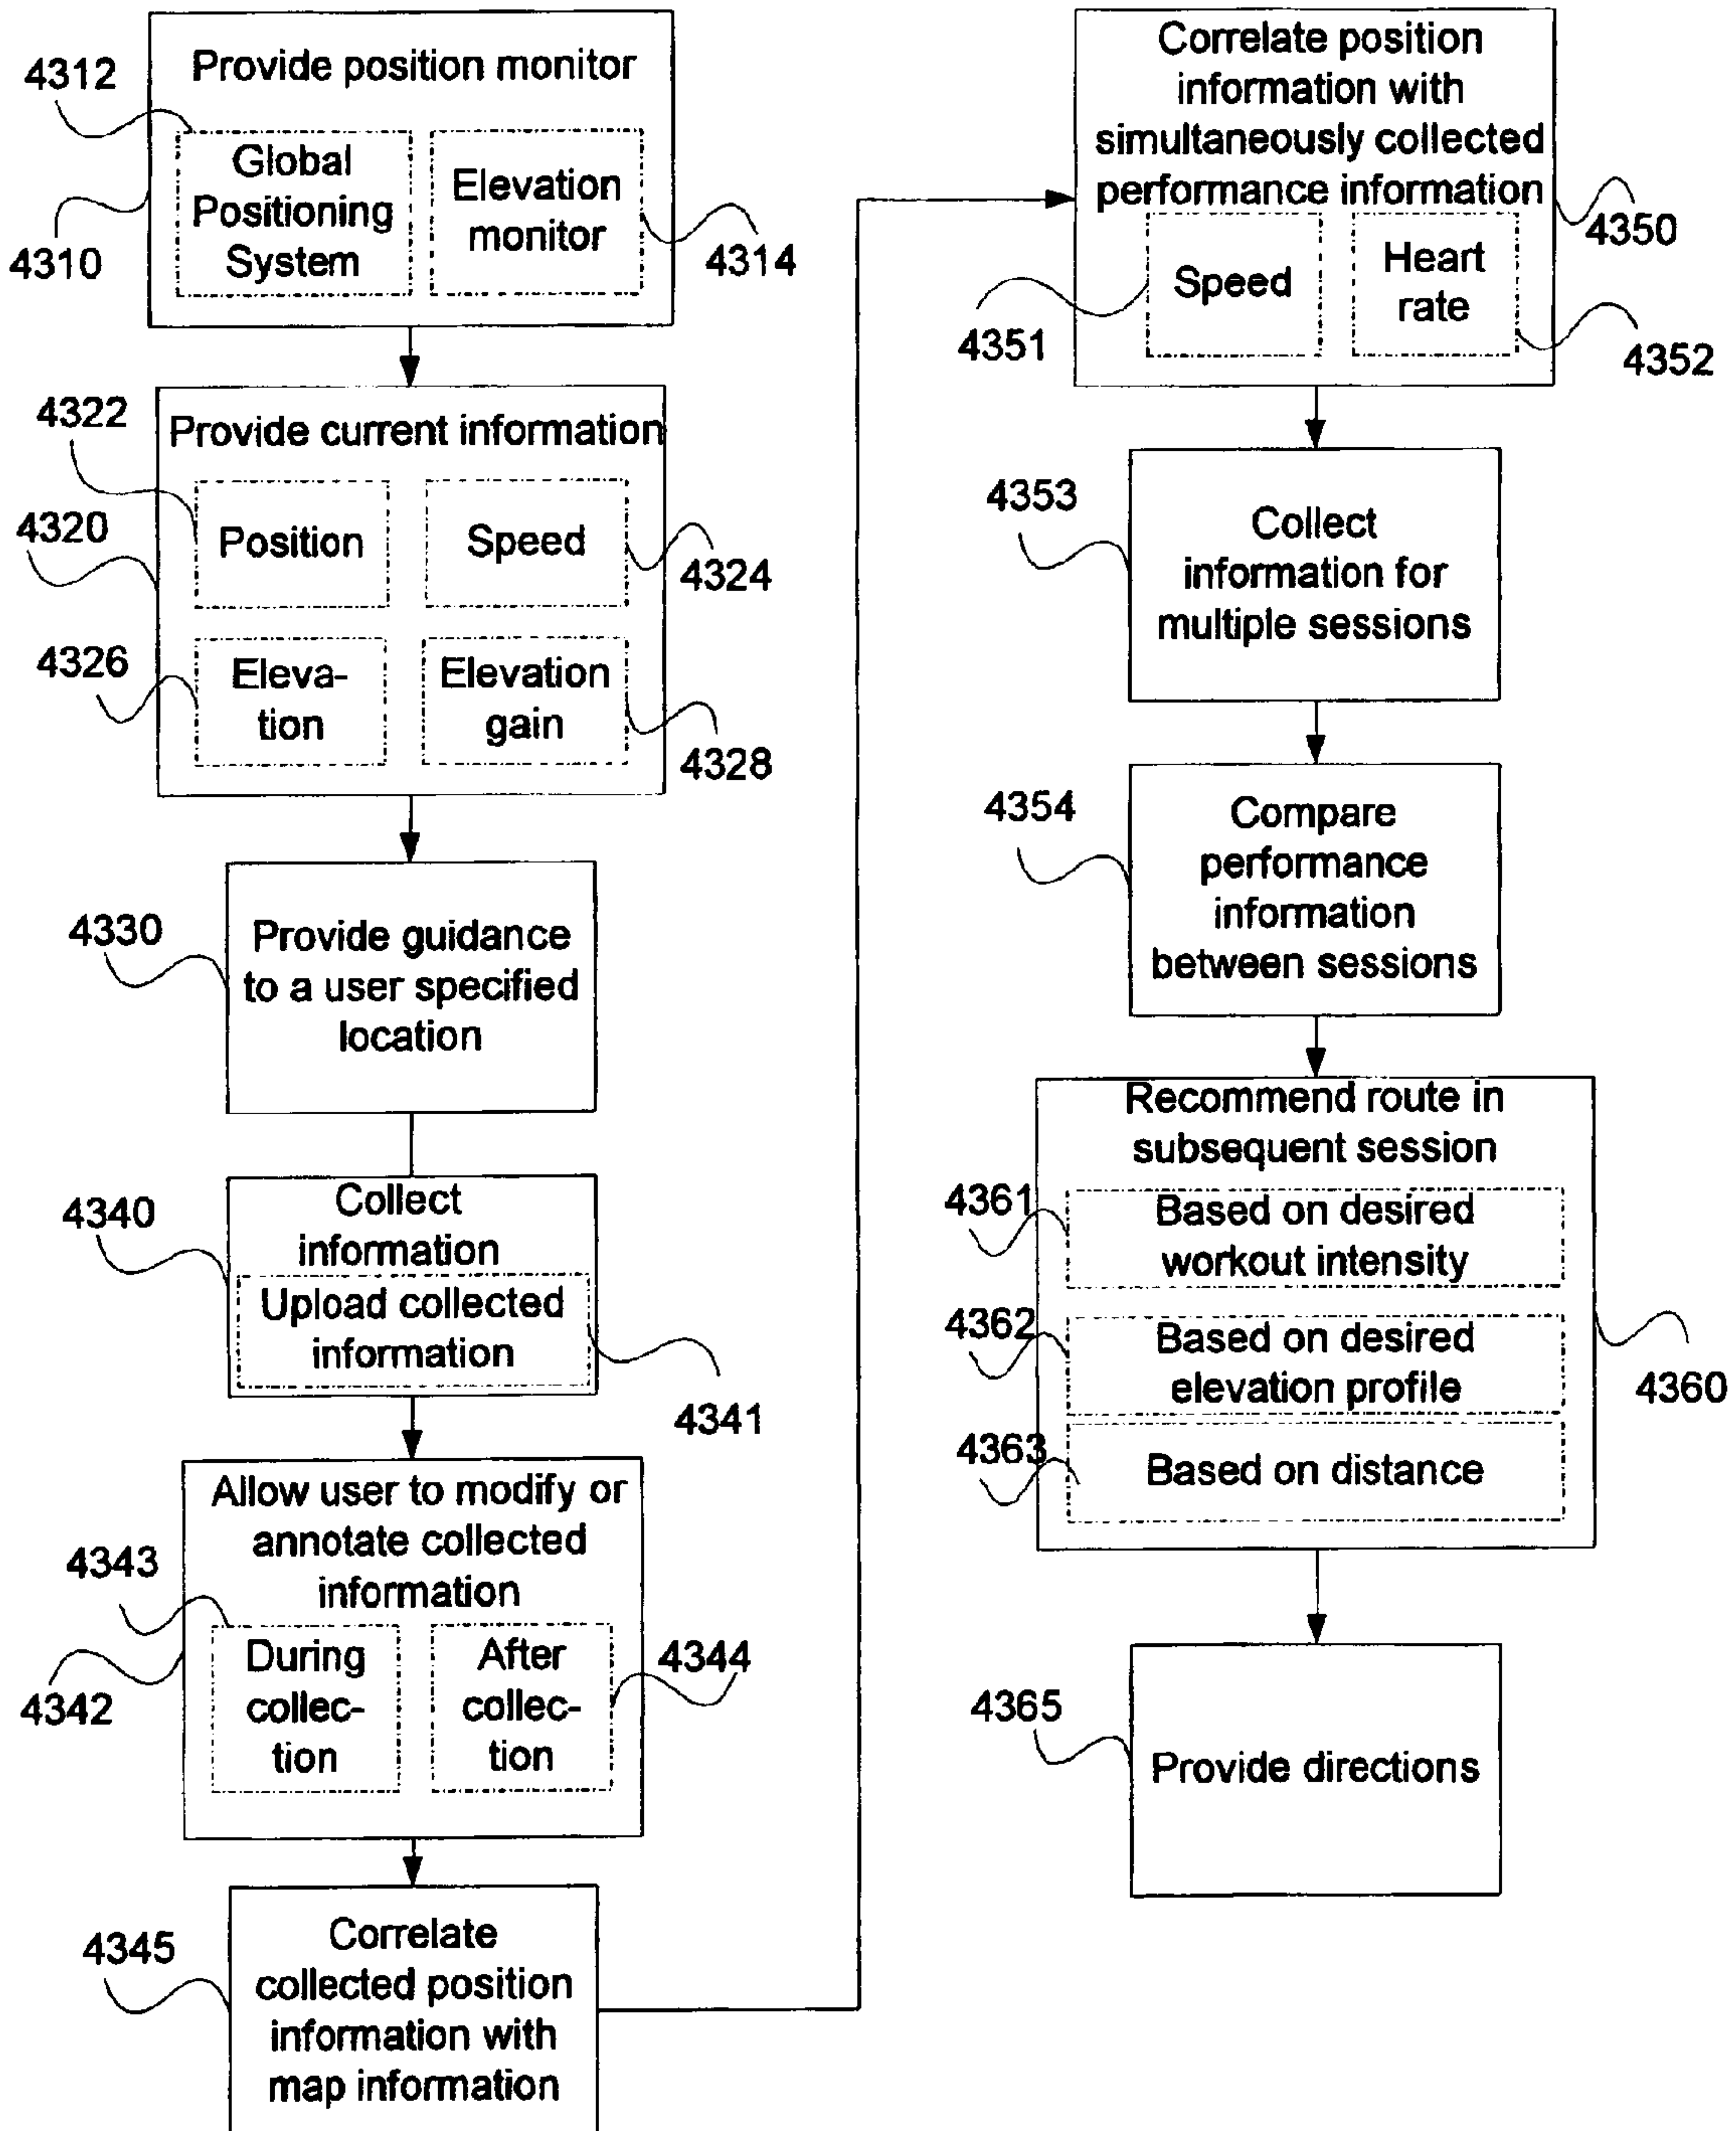 Provide position monitor
4312
Global
Positioning
System
Elevation
monitor
4310
4314
Provide current information
4322
4320
Position
Speed
4324
4326
Eleva-
tion
Elevation
gain
4328
4330
Provide guidance
to a user specified
location
4340
Collect
information
Upload collected
information
4341
Allow user to modify or
annotate collected
information
4343
During
collec-
tion
After
collec-
tion
4344
4342
4345
Correlate
collected position
information with
map information
Correlate position
information with
simultaneously collected
performance information
4350
Speed
Heart
rate
4351
4352
4353
Collect
information for
multiple sessions
4354
Compare
performance
information
between sessions
Recommend route in
subsequent session
4361
Based on desired
workout intensity
4362
Based on desired
elevation profile
4360
4363
Based on distance
4365
Provide directions